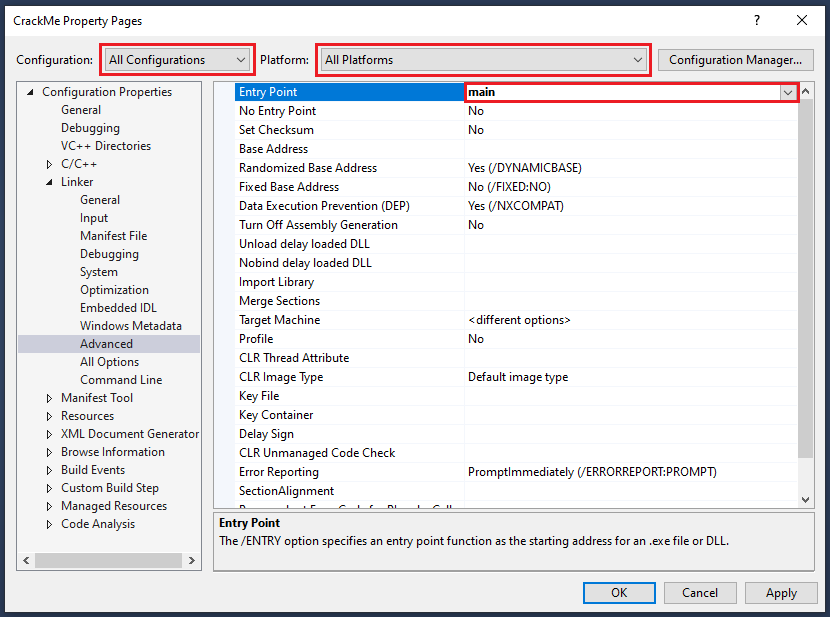 CrackMe Property Pages
Configuration: All Configurations Platform: All Platforms Configuration Manager...
Configuration Properties
General
Debugging
VC++ Directories
C/C++
Linker
General
Input
Manifest File
Debugging
System
Optimization
Embedded IDL
Windows Metadata
Advanced
All Options
Command Line
Manifest Tool
Resources
XML Document Generator
Browse Information
Build Events
Custom Build Step
Managed Resources
Code Analysis
Entry Point main
No Entry Point No
Set Checksum No
Base Address
Randomized Base Address Yes (/DYNAMICBASE)
Fixed Base Address No (/FIXED:NO)
Data Execution Prevention (DEP) Yes (/NXCOMPAT)
Turn Off Assembly Generation No
Unload delay loaded DLL
Nobind delay loaded DLL
Import Library
Merge Sections
Target Machine <different options>
Profile No
CLR Thread Attribute
CLR Image Type Default image type
Key File
Key Container
Delay Sign
CLR Unmanaged Code Check
Error Reporting PromptImmediately (/ERRORREPORT:PROMPT)
SectionAlignment
Entry Point
The /ENTRY option specifies an entry point function as the starting address for an .exe file or DLL.
OK Cancel Apply